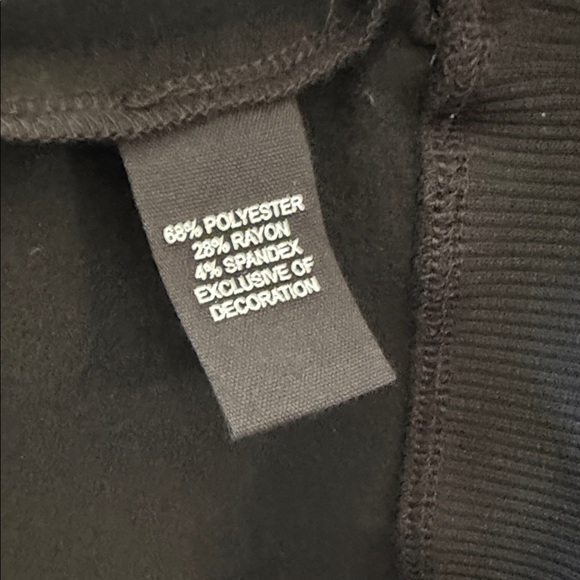 68% POLYESTER
28% RAYON
4% SPANDEX
EXCLUSIVE OF
DECORATION